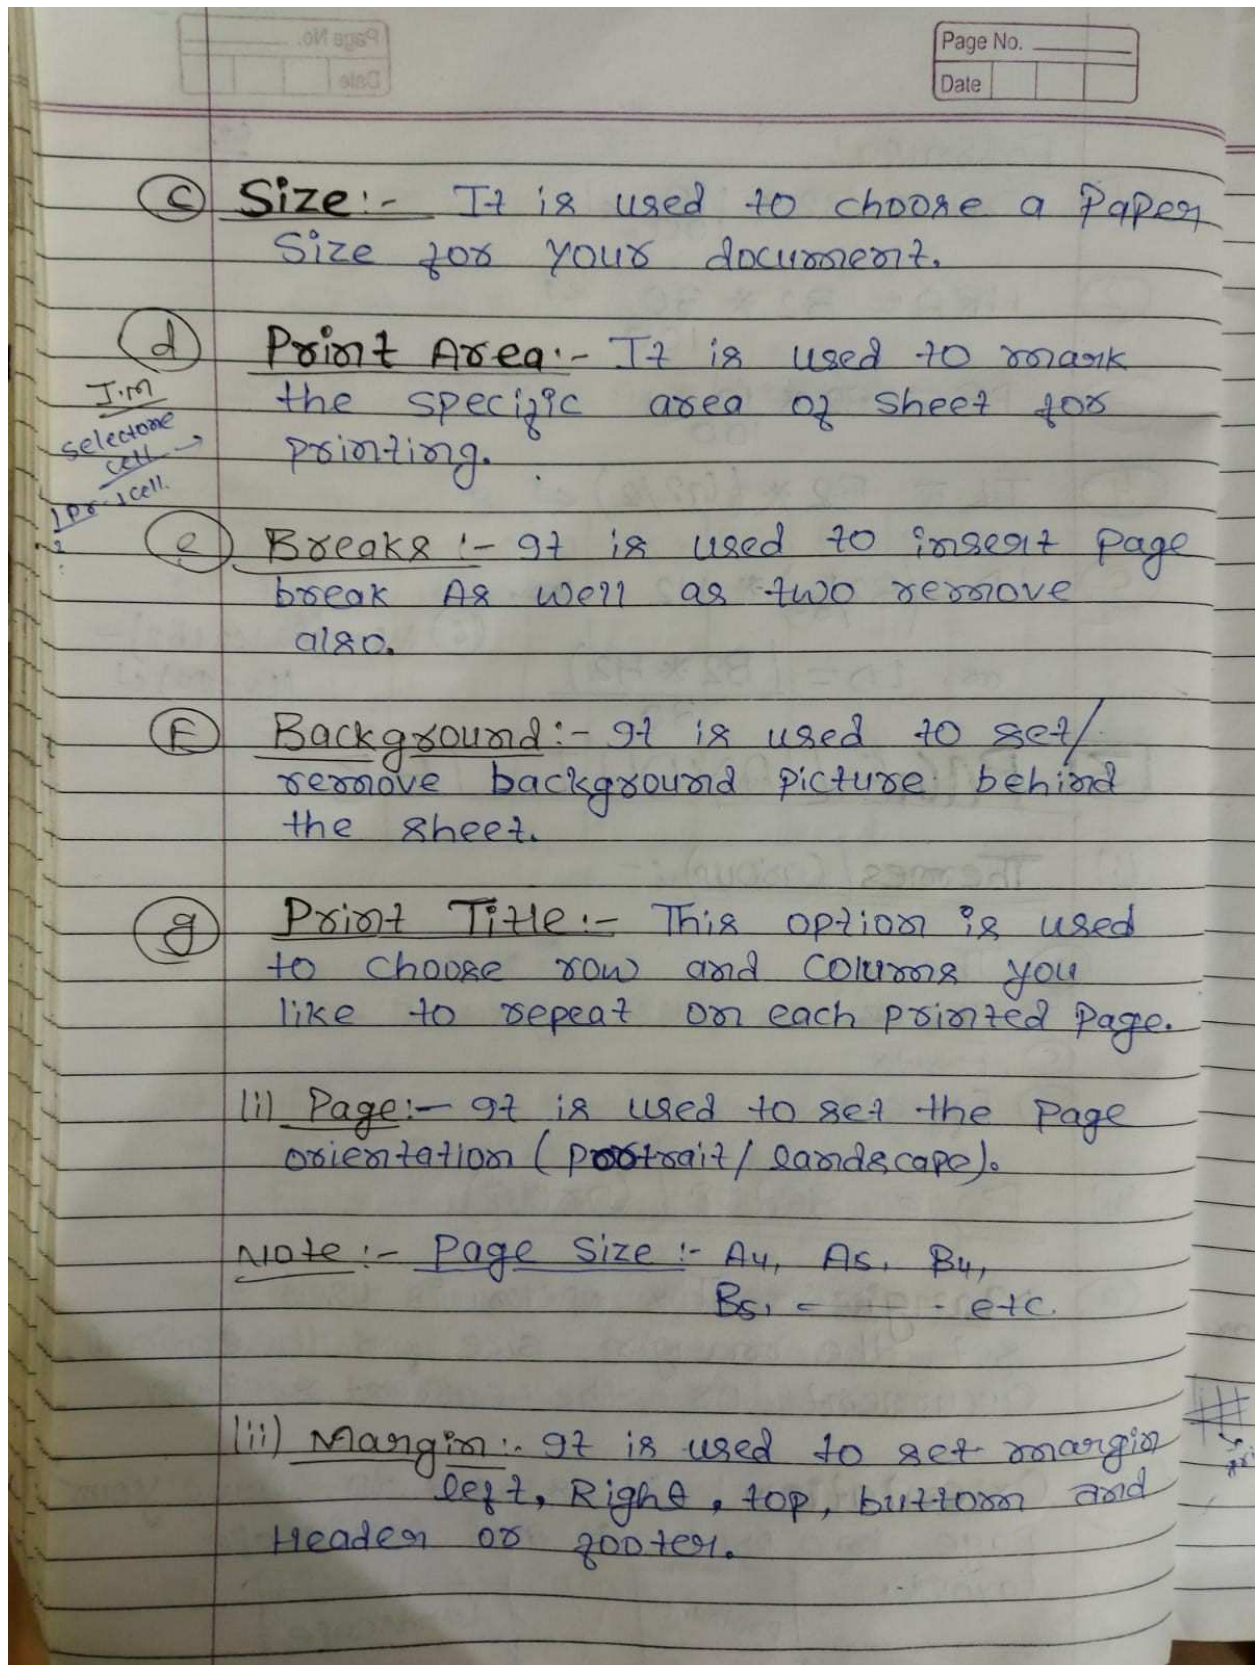 Page No.
Date
(c) Size:- It is used to choose a Paper
Size for your document.
(d) Print Area:- It is used to mark
the specific area of sheet for
printing.
I.M
select one
cell →
1 cell.
(e) Breaks :- It is used to insert page
break As well as two remove
also.
(F) Background:- It is used to set/
remove background picture behind
the sheet.
(g) Print Title:- This option is used
to choose row and columns you
like to repeat on each printed page.
(i) Page:- It is used to set the page
orientation (portrait/landscape).
Note:- Page Size :- A4, A5, B4,
B5, - - - - etc.
(ii) Margin:- It is used to set margin
left, Right, top, buttom and
Header or footer.